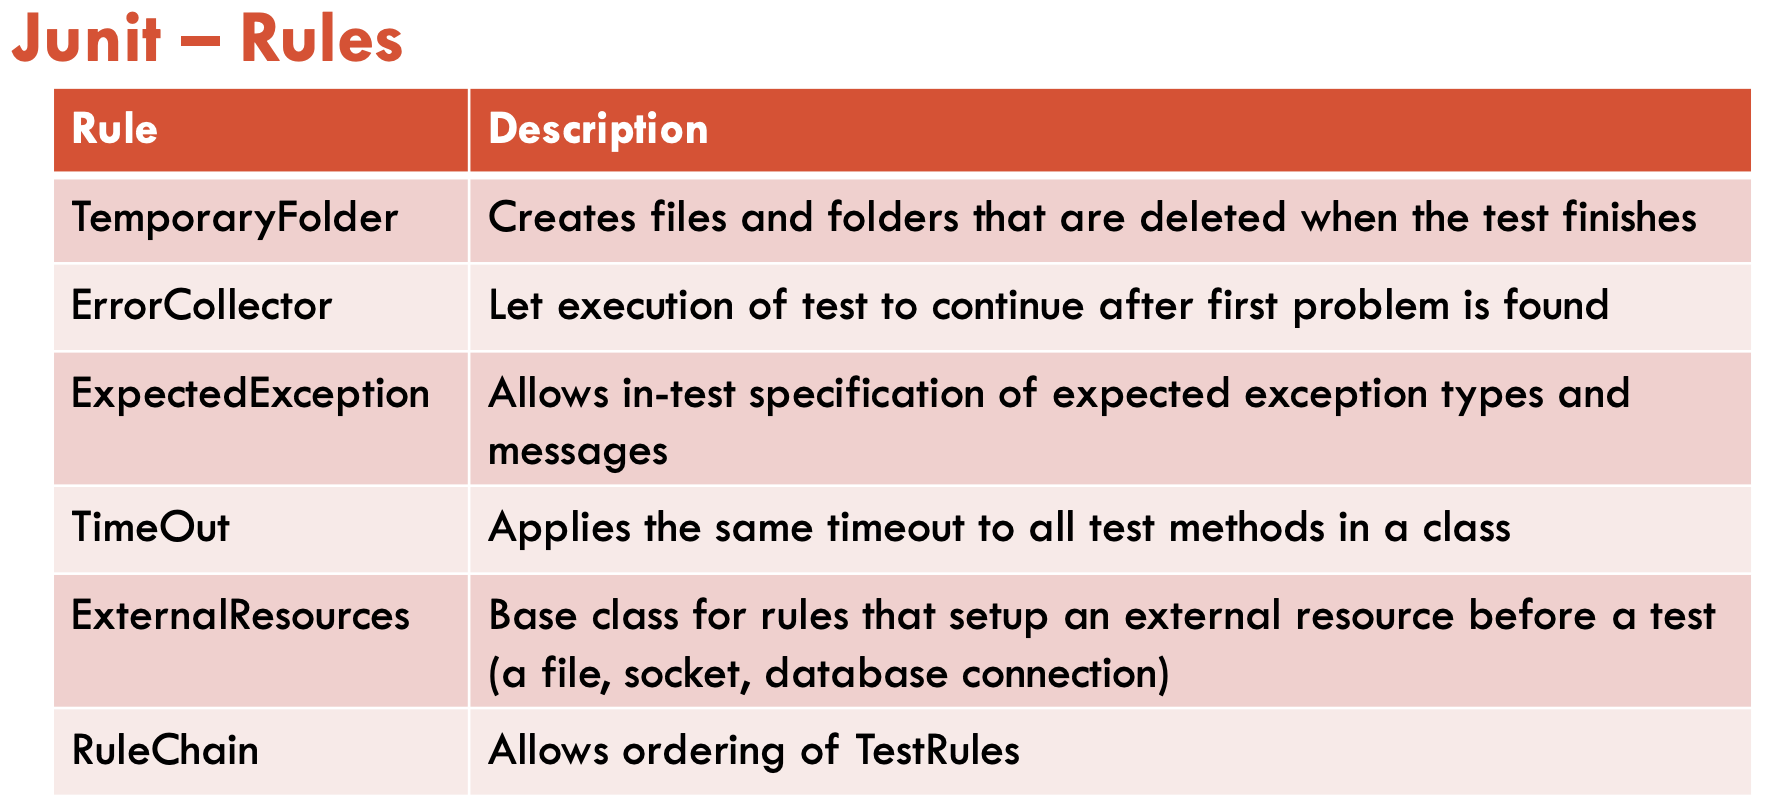 Junit – Rules
Rule Description
TemporaryFolder Creates files and folders that are deleted when the test finishes
ErrorCollector Let execution of test to continue after first problem is found
ExpectedException Allows in-test specification of expected exception types and
messages
TimeOut Applies the same timeout to all test methods in a class
ExternalResources Base class for rules that setup an external resource before a test
(a file, socket, database connection)
RuleChain Allows ordering of TestRules